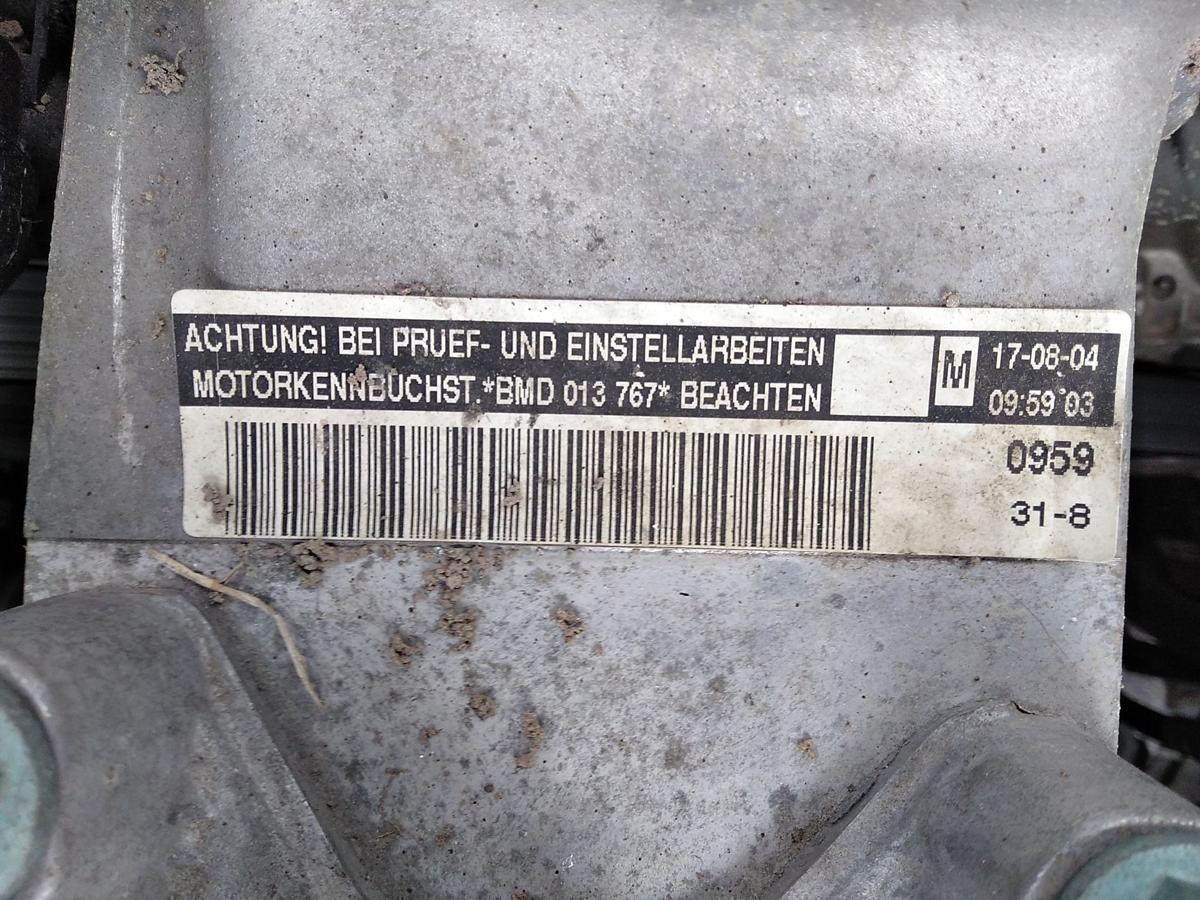 ACHTUNG! BEI PRUEF- UND EINSTELLARBEITEN
MOTORKENNBUCHST.*BMD 013 767* BEACHTEN
M
17-08-04
09:59:03
0959
31-8